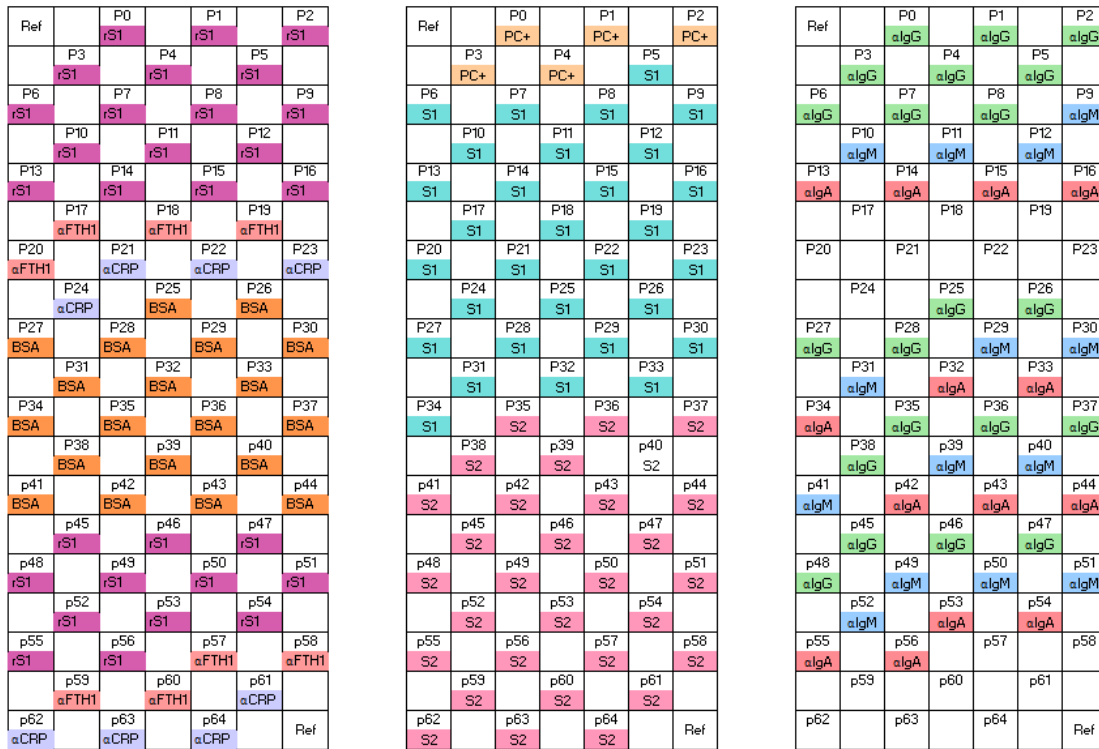 Ref P0 P1 P2
rS1 rS1 rS1
P3 P4 P5
rS1 rS1 rS1
P6 P7 P8 P9
rS1 rS1 rS1 rS1
P10 P11 P12
rS1 rS1 rS1
P13 P14 P15 P16
rS1 rS1 rS1 rS1
P17 P18 P19
αFTH1 αFTH1 αFTH1
P20 P21 P22 P23
αFTH1 αCRP αCRP αCRP
P24 P25 P26
αCRP BSA BSA
P27 P28 P29 P30
BSA BSA BSA BSA
P31 P32 P33
BSA BSA BSA
P34 P35 P36 P37
BSA BSA BSA BSA
P38 p39 p40
BSA BSA BSA
p41 p42 p43 p44
BSA BSA BSA BSA
p45 p46 p47
rS1 rS1 rS1
p48 p49 p50 p51
rS1 rS1 rS1 rS1
p52 p53 p54
rS1 rS1 rS1
p55 p56 p57 p58
rS1 rS1 αFTH1 αFTH1
p59 p60 p61
αFTH1 αFTH1 αCRP
p62 p63 p64 Ref
αCRP αCRP αCRP
Ref P0 P1 P2
PC+ PC+ PC+
P3 P4 P5
PC+ PC+ S1
P6 P7 P8 P9
S1 S1 S1 S1
P10 P11 P12
S1 S1 S1
P13 P14 P15 P16
S1 S1 S1 S1
P17 P18 P19
S1 S1 S1
P20 P21 P22 P23
S1 S1 S1 S1
P24 P25 P26
S1 S1 S1
P27 P28 P29 P30
S1 S1 S1 S1
P31 P32 P33
S1 S1 S1
P34 P35 P36 P37
S1 S2 S2 S2
P38 p39 p40
S2 S2 S2
p41 p42 p43 p44
S2 S2 S2 S2
p45 p46 p47
S2 S2 S2
p48 p49 p50 p51
S2 S2 S2 S2
p52 p53 p54
S2 S2 S2
p55 p56 p57 p58
S2 S2 S2 S2
p59 p60 p61
S2 S2 S2
p62 p63 p64 Ref
S2 S2 S2
Ref P0 P1 P2
αIgG αIgG αIgG
P3 P4 P5
αIgG αIgG αIgG
P6 P7 P8 P9
αIgG αIgG αIgG αIgM
P10 P11 P12
αIgM αIgM αIgM
P13 P14 P15 P16
αIgA αIgA αIgA αIgA
P17 P18 P19
P20 P21 P22 P23
P24 P25 P26
αIgG αIgG
P27 P28 P29 P30
αIgG αIgG αIgM αIgM
P31 P32 P33
αIgM αIgA αIgA
P34 P35 P36 P37
αIgA αIgG αIgG αIgG
P38 p39 p40
αIgG αIgM αIgM
p41 p42 p43 p44
αIgM αIgA αIgA αIgA
p45 p46 p47
αIgG αIgG αIgG
p48 p49 p50 p51
αIgG αIgM αIgM αIgM
p52 p53 p54
αIgM αIgA αIgA
p55 p56 p57 p58
αIgA αIgA
p59 p60 p61
p62 p63 p64 Ref